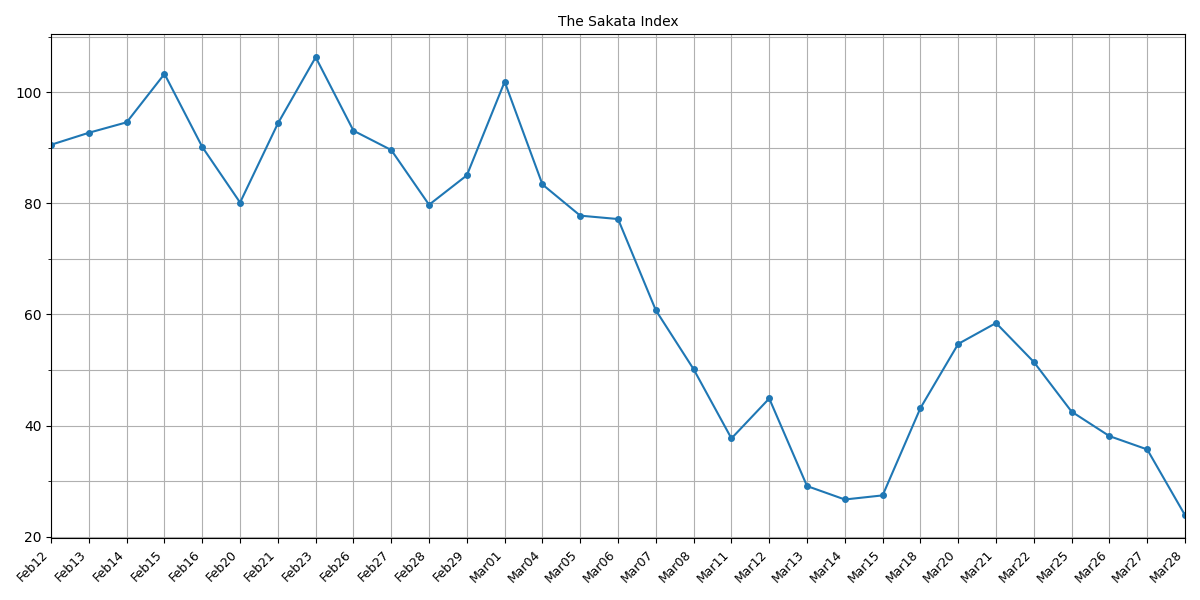 The Sakata Index
100
80
60
40
20
Feb12 Feb13 Feb14 Feb15 Feb16 Feb20 Feb21 Feb23 Feb26 Feb27 Feb28 Feb29 Mar01 Mar04 Mar05 Mar06 Mar07 Mar08 Mar11 Mar12 Mar13 Mar14 Mar15 Mar18 Mar20 Mar21 Mar22 Mar25 Mar26 Mar27 Mar28